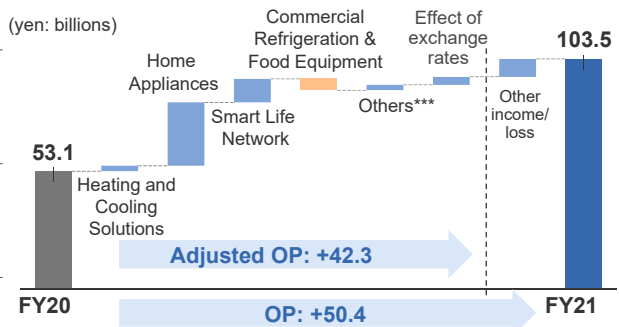 (yen: billions)
Commercial
Refrigeration &
Food Equipment
Effect of
exchange
rates
103.5
Home
Appliances
Smart Life
Network
Others***
Other
income/
loss
53.1
Heating and
Cooling
Solutions
Adjusted OP: +42.3
FY20
OP: +50.4
FY21